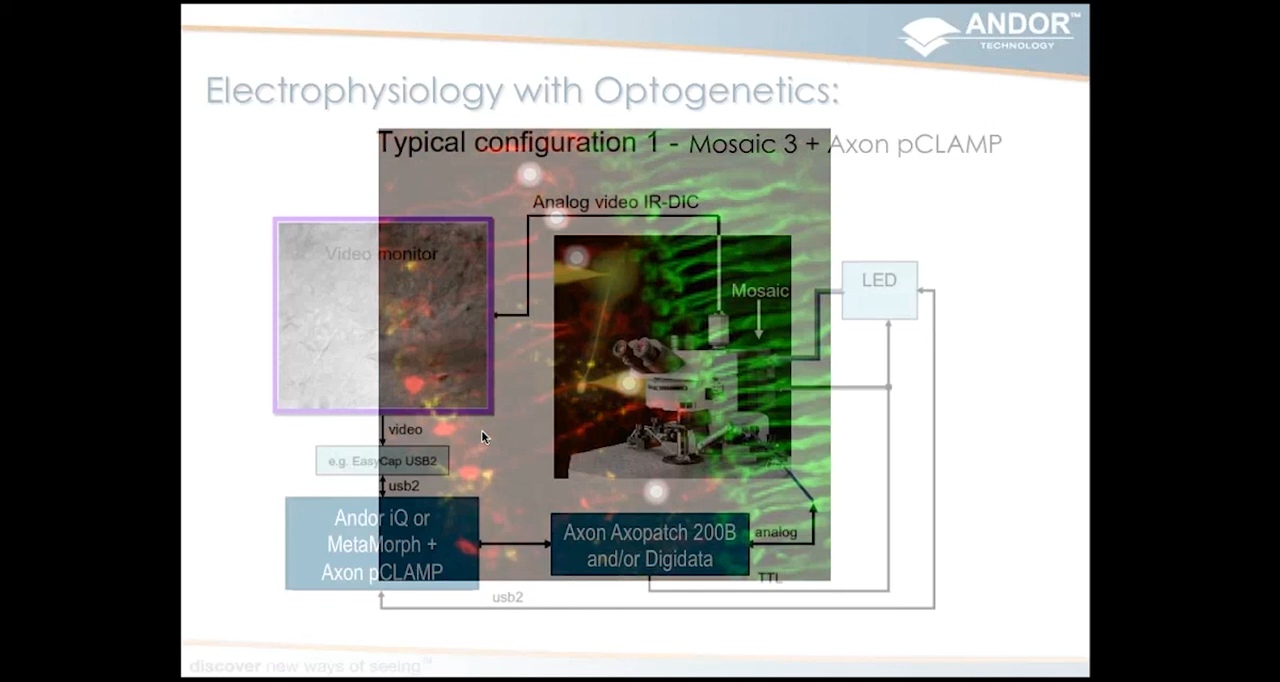 ANDOR™
TECHNOLOGY
Electrophysiology with Optogenetics:
Typical configuration 1 - Mosaic 3 + Axon pCLAMP
Analog video IR-DIC
Video monitor
Mosaic
LED
video
e.g. EasyCap USB2
usb2
Andor iQ or
MetaMorph +
Axon pCLAMP
Axon Axopatch 200B
and/or Digidata
analog
TTL
usb2
discover new ways of seeing™